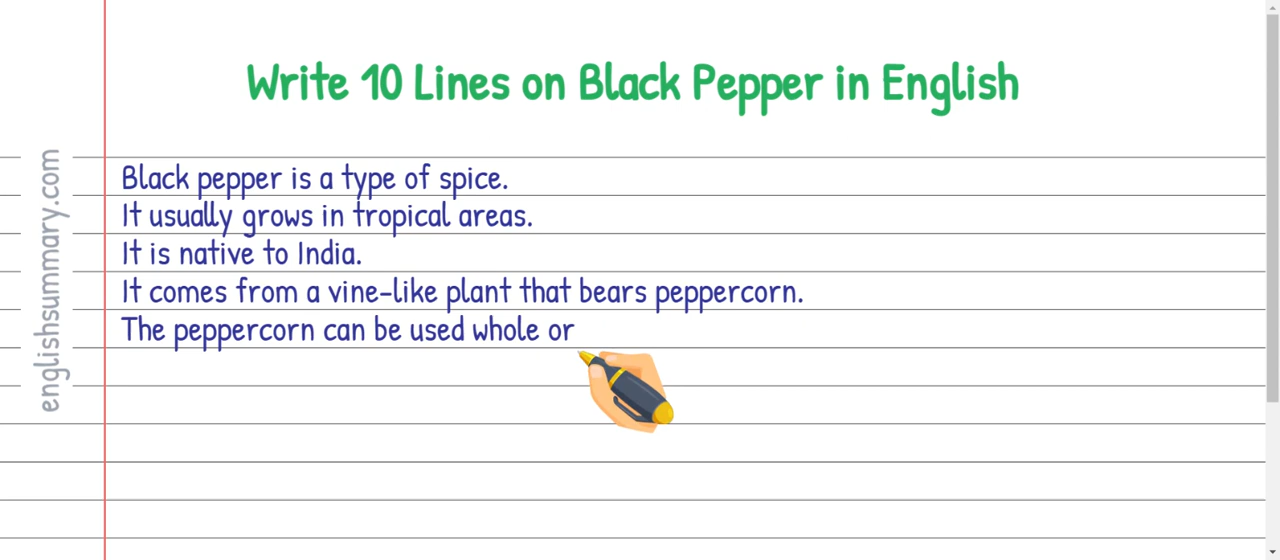 Write 10 Lines on Black Pepper in English
englishsummary.com
Black pepper is a type of spice.
It usually grows in tropical areas.
It is native to India.
It comes from a vine-like plant that bears peppercorn.
The peppercorn can be used whole or